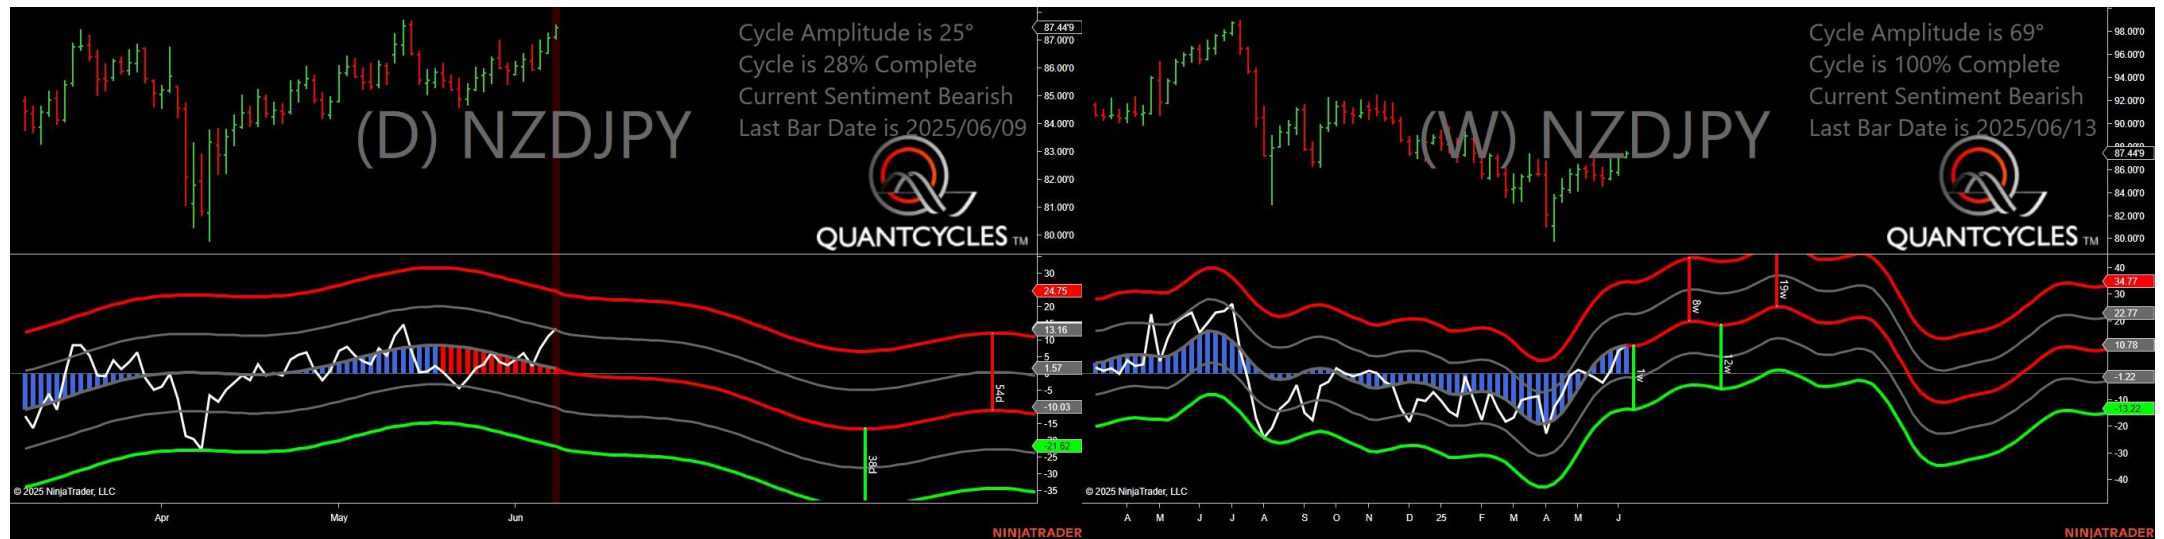 Cycle Amplitude is 25°
Cycle is 28% Complete
Current Sentiment Bearish
Last Bar Date is 2025/06/09
(D) NZDJPY
QUANTCYCLES TM
87.44'9
87.00'0
86.00'0
85.00'0
84.00'0
83.00'0
82.00'0
81.00'0
80.00'0
30
24.75
20
13.16
10
5
1.57
-5
-10.03
-15
-21.62
-25
-30
-35
54d
38d
© 2025 NinjaTrader, LLC
Apr
May
Jun
NINJATRADER
Cycle Amplitude is 69°
Cycle is 100% Complete
Current Sentiment Bearish
Last Bar Date is 2025/06/13
(W) NZDJPY
QUANTCYCLES TM
98.00'0
96.00'0
94.00'0
92.00'0
90.00'0
87.44'9
86.00'0
84.00'0
82.00'0
80.00'0
40
34.77
30
22.77
20
10.78
-1.22
-10
-13.22
-20
-30
-40
8w
19w
12w
1w
© 2025 NinjaTrader, LLC
A
M
J
J
A
S
O
N
D
25
F
M
A
M
J
NINJATRADER